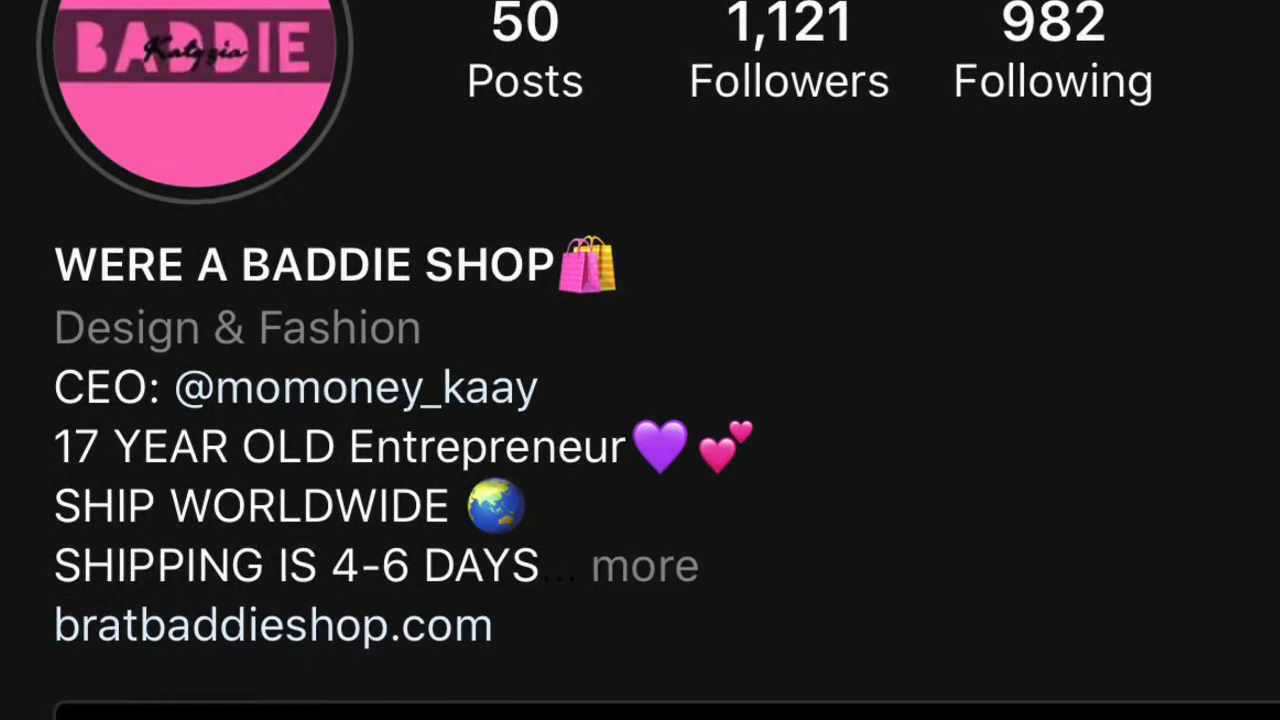 BADDIE
50 1,121 982
Posts Followers Following
WERE A BADDIE SHOP🛍️
Design & Fashion
CEO: @momoney_kaay
17 YEAR OLD Entrepreneur💜💕
SHIP WORLDWIDE 🌏
SHIPPING IS 4-6 DAYS... more
bratbaddieshop.com